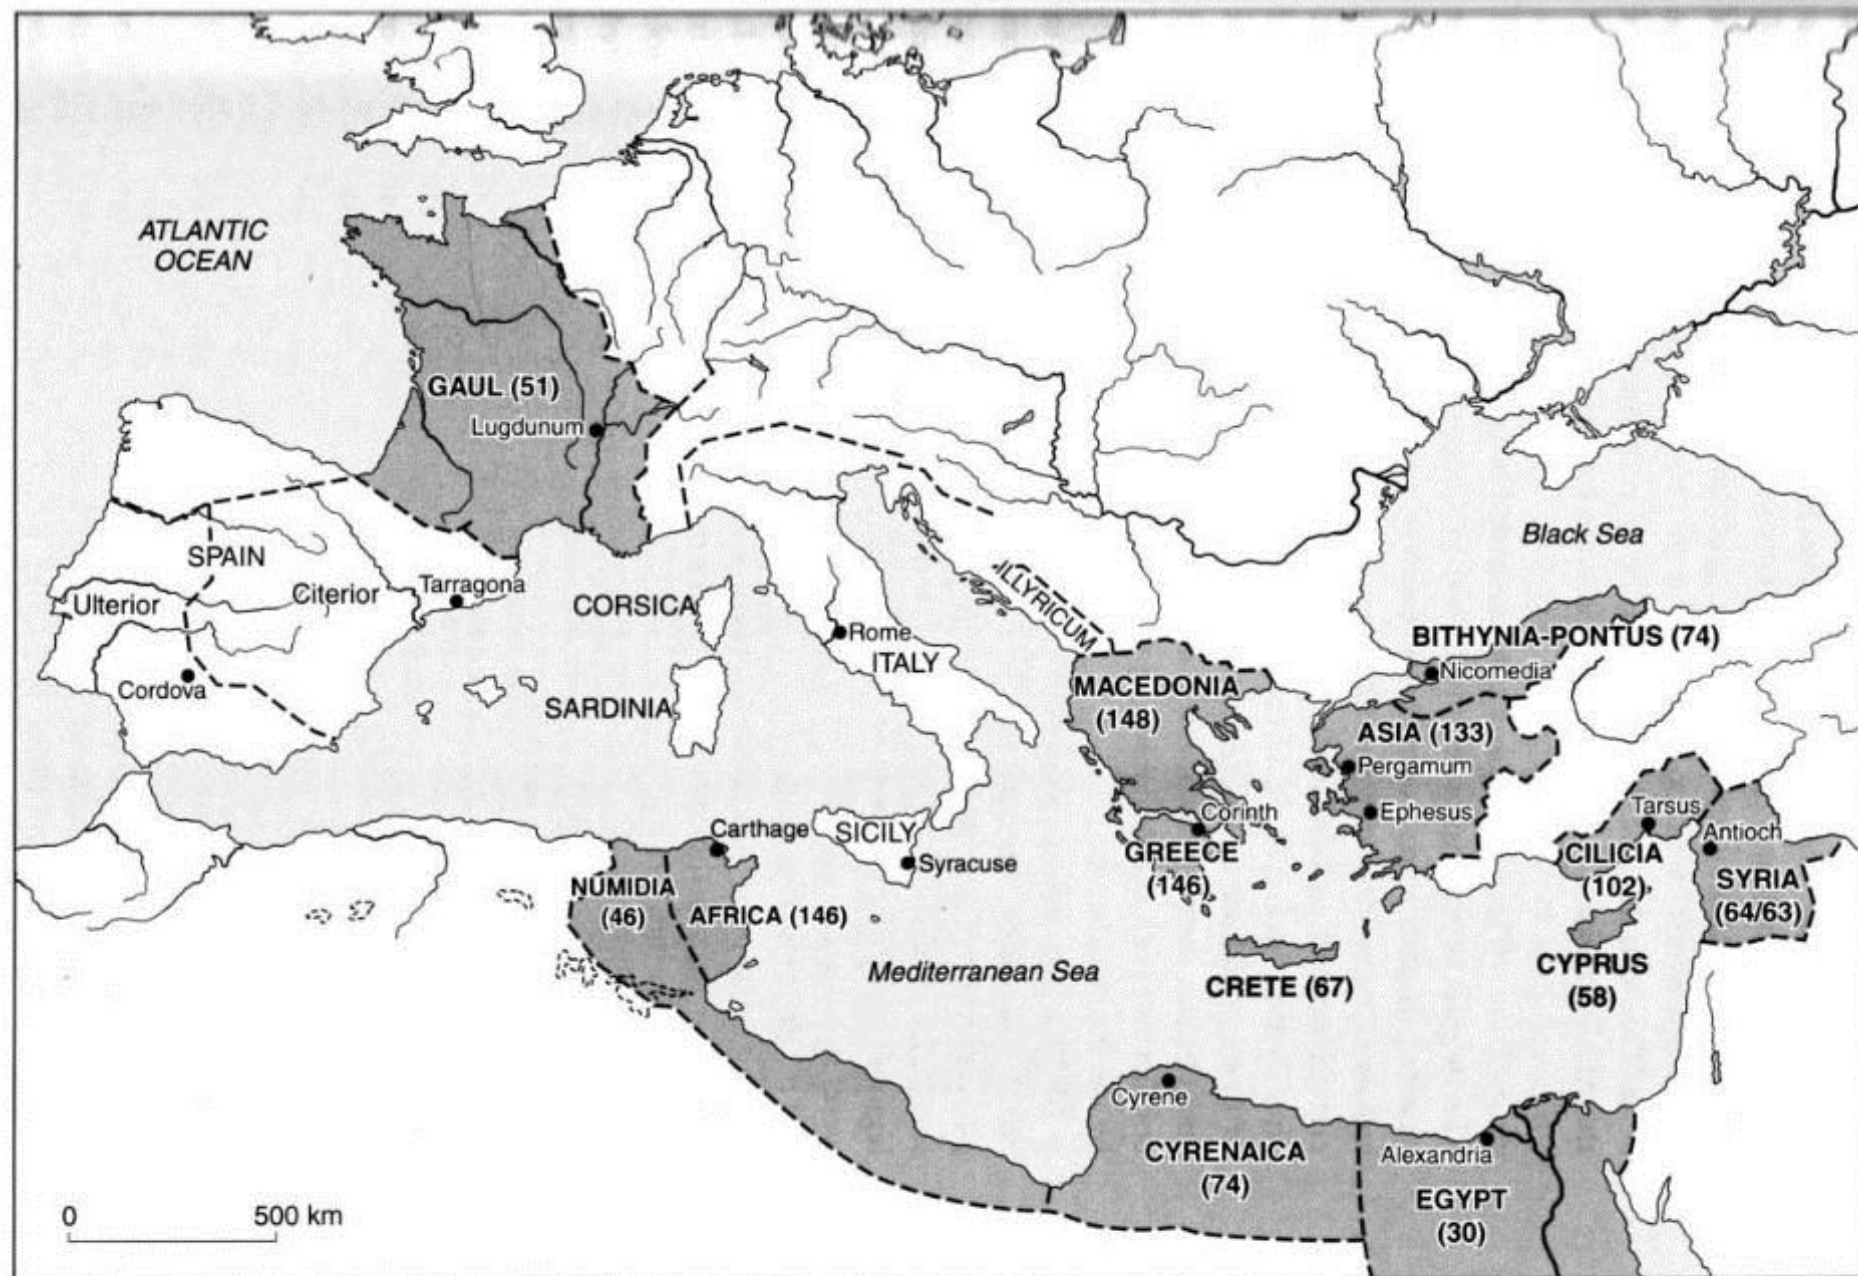 ATLANTIC
OCEAN
GAUL (51)
Lugdunum
SPAIN
Ulterior
Citerior
Tarragona
Cordova
CORSICA
SARDINIA
Rome
ITALY
ILLYRICUM
Black Sea
BITHYNIA-PONTUS (74)
Nicomedia
MACEDONIA
(148)
ASIA (133)
Pergamum
Ephesus
Corinth
GREECE
(146)
Tarsus
Antioch
CILICIA
(102)
SYRIA
(64/63)
CYPRUS
(58)
CRETE (67)
Carthage
SICILY
Syracuse
NUMIDIA
(46)
AFRICA (146)
Mediterranean Sea
Cyrene
CYRENAICA
(74)
Alexandria
EGYPT
(30)
0 500 km